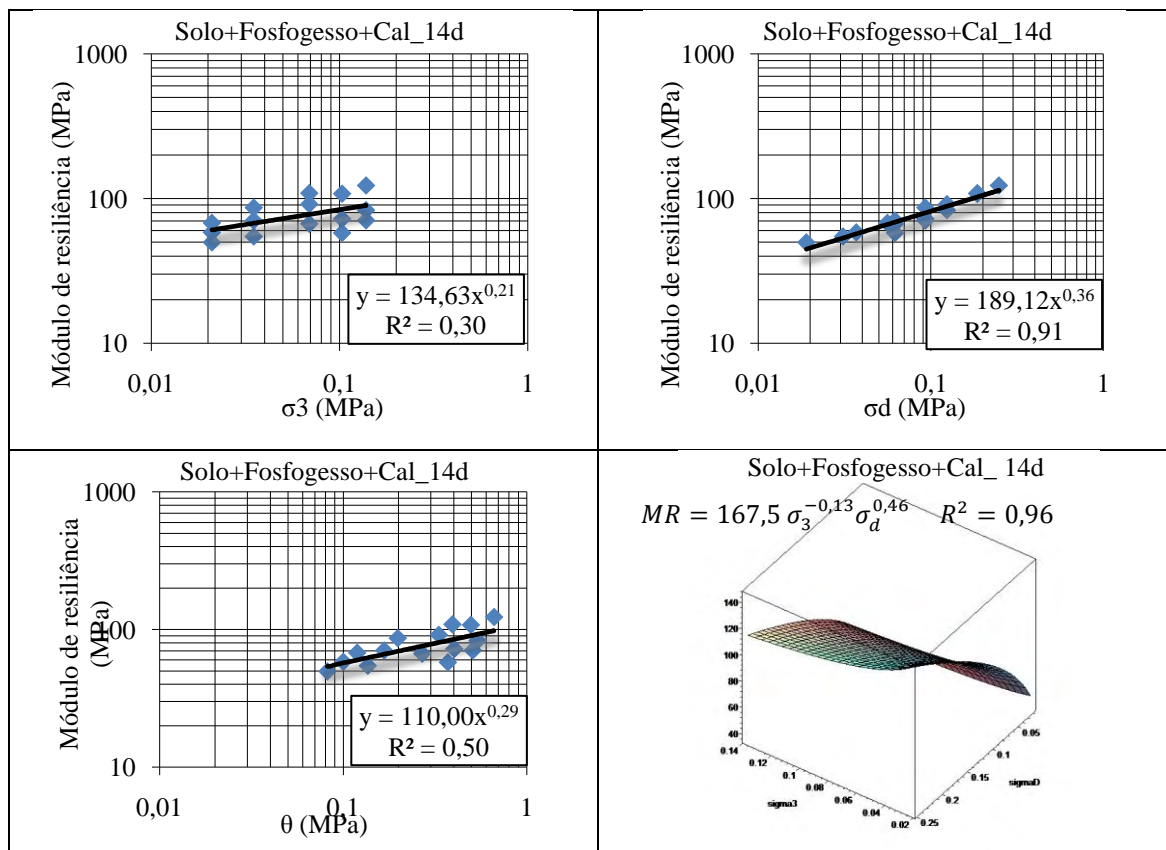 Solo+Fosfogesso+Cal_14d
Módulo de resiliência (MPa)
1000
100
10
0,01
0,1
1
σ3 (MPa)
y = 134,63x^0,21
R² = 0,30
Solo+Fosfogesso+Cal_14d
Módulo de resiliência (MPa)
1000
100
10
0,01
0,1
1
σd (MPa)
y = 189,12x^0,36
R² = 0,91
Solo+Fosfogesso+Cal_14d
Módulo de resiliência
(MPa)
1000
100
10
0,01
0,1
1
θ (MPa)
y = 110,00x^0,29
R² = 0,50
Solo+Fosfogesso+Cal_ 14d
MR = 167,5 σ₃^−0,13 σ_d^0,46 R² = 0,96
140
120
100
80
60
40
0.14
0.12
0.1
0.08
0.06
0.04
0.02
sigma3
0.25
0.2
0.15
0.1
0.05
sigmaD